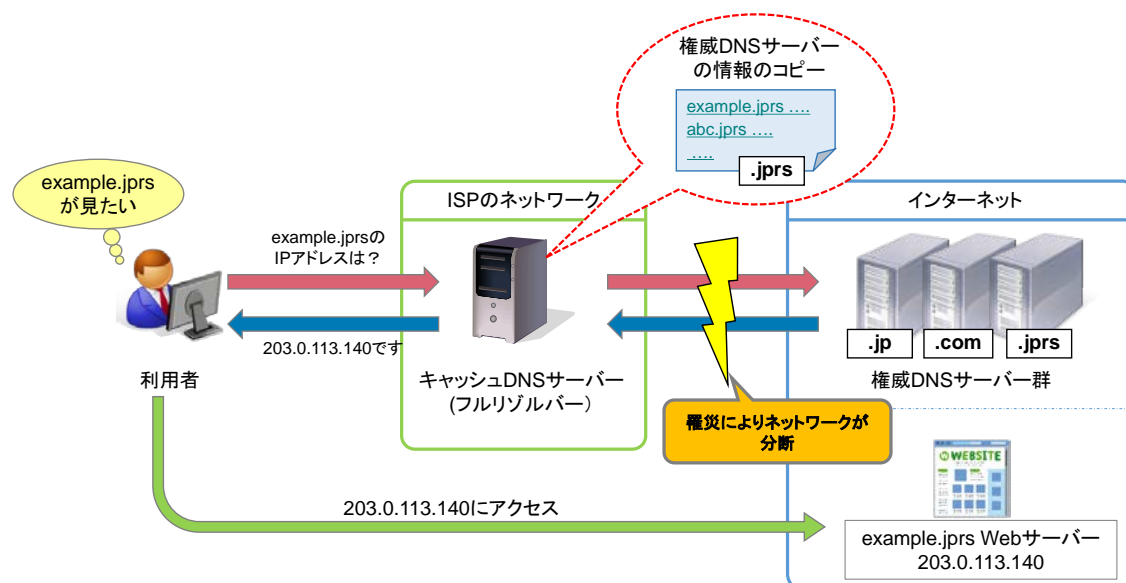 権威DNSサーバー
の情報のコピー
example.jprs ….
abc.jprs ….
….
.jprs
example.jprs
が見たい
ISPのネットワーク
インターネット
example.jprsの
IPアドレスは？
203.0.113.140です
.jp
.com
.jprs
利用者
キャッシュDNSサーバー
(フルリゾルバー）
権威DNSサーバー群
罹災によりネットワークが
分断
WEBSITE
203.0.113.140にアクセス
example.jprs Webサーバー
203.0.113.140